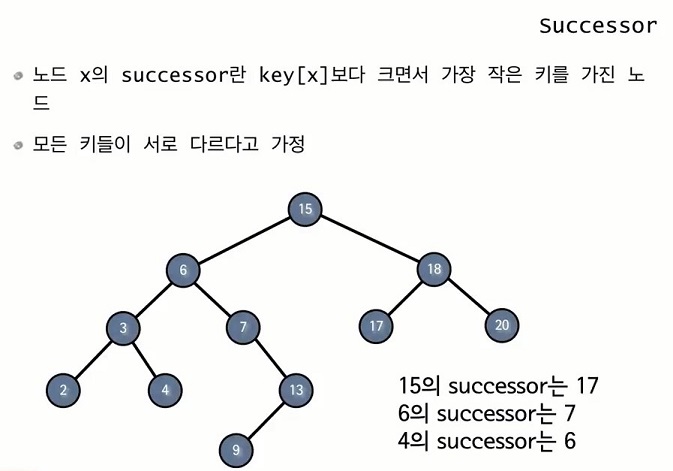 Successor
노드 x의 successor란 key[x]보다 크면서 가장 작은 키를 가진 노
드
모든 키들이 서로 다르다고 가정
15
6
18
3
7
17
20
2
4
13
9
15의 successor는 17
6의 successor는 7
4의 successor는 6